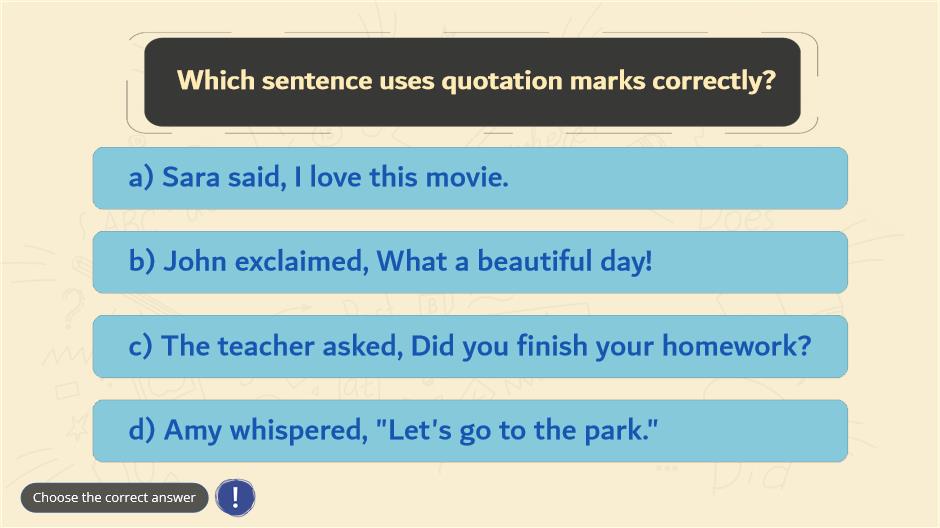 Which sentence uses quotation marks correctly?
a) Sara said, I love this movie.
b) John exclaimed, What a beautiful day!
c) The teacher asked, Did you finish your homework?
d) Amy whispered, "Let's go to the park."
Choose the correct answer
!